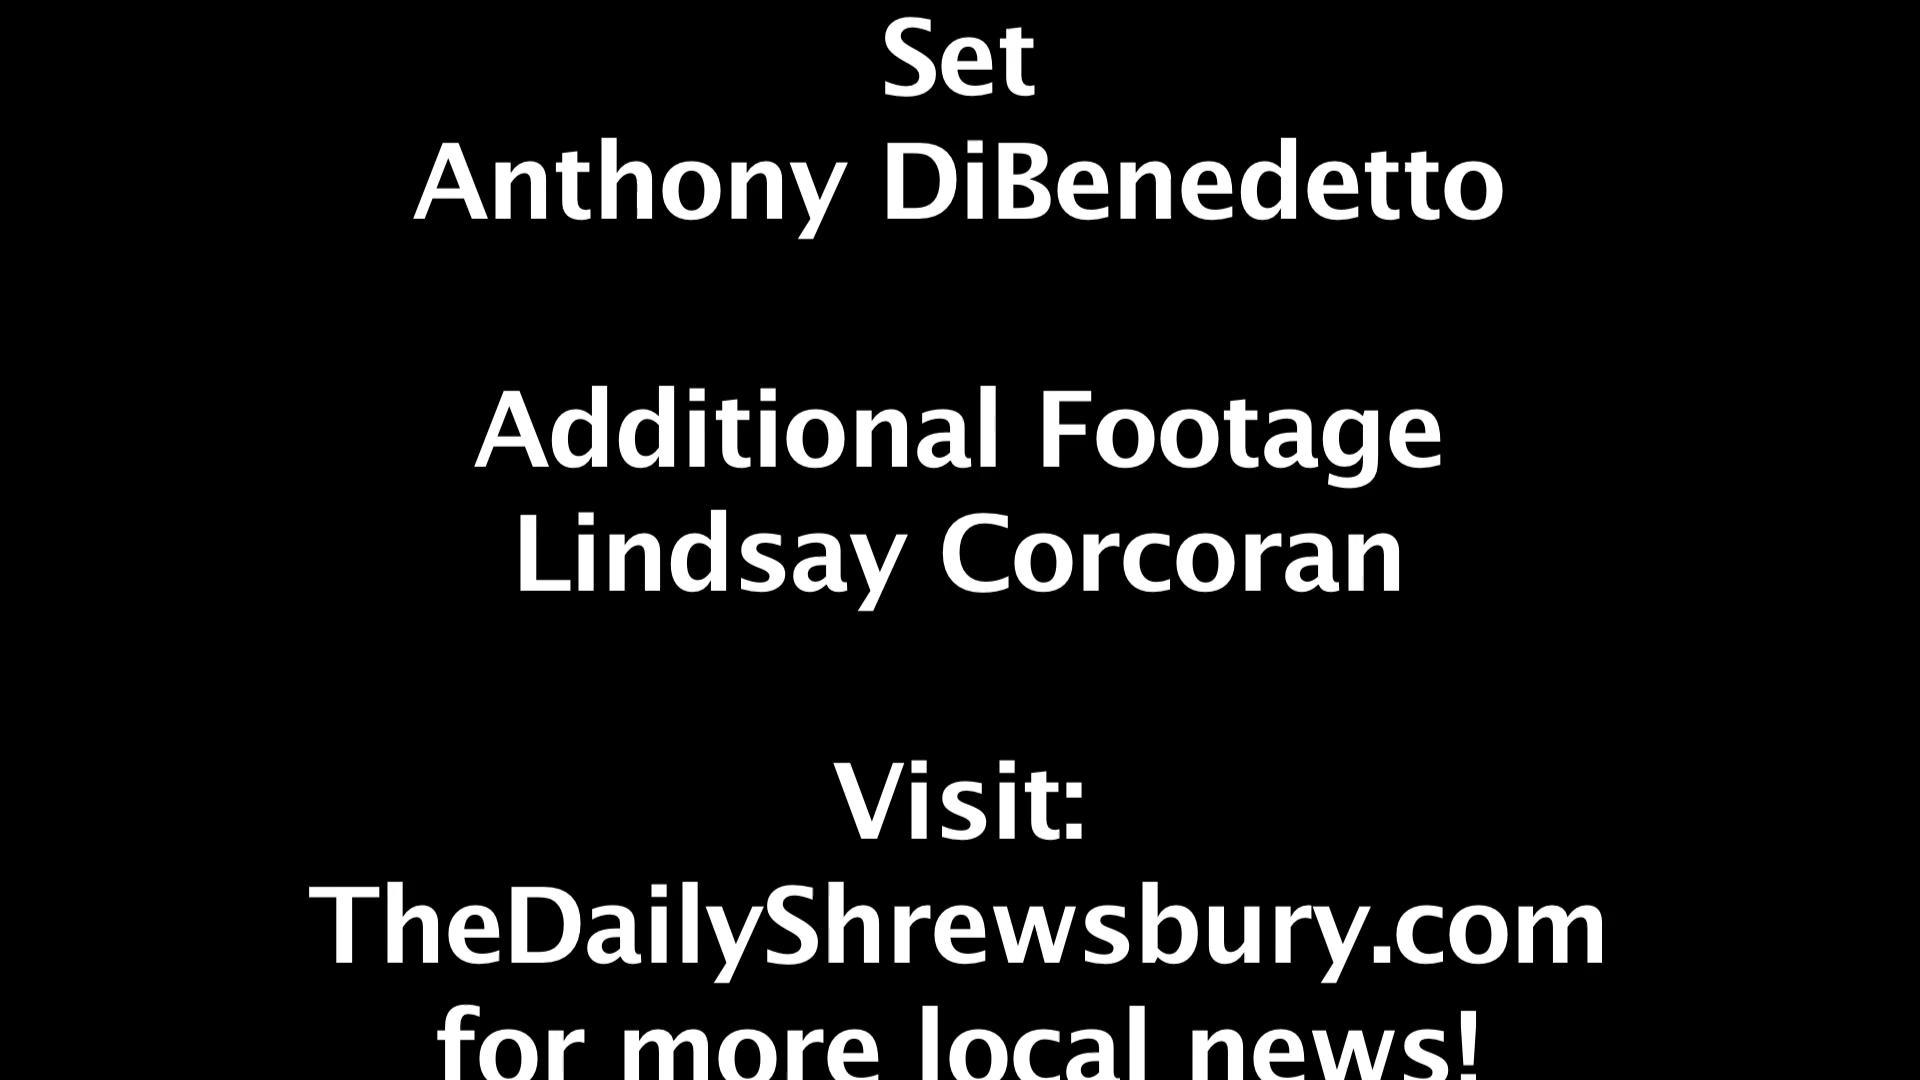 Set
Anthony DiBenedetto
Additional Footage
Lindsay Corcoran
Visit:
TheDailyShrewsbury.com
for more local news!